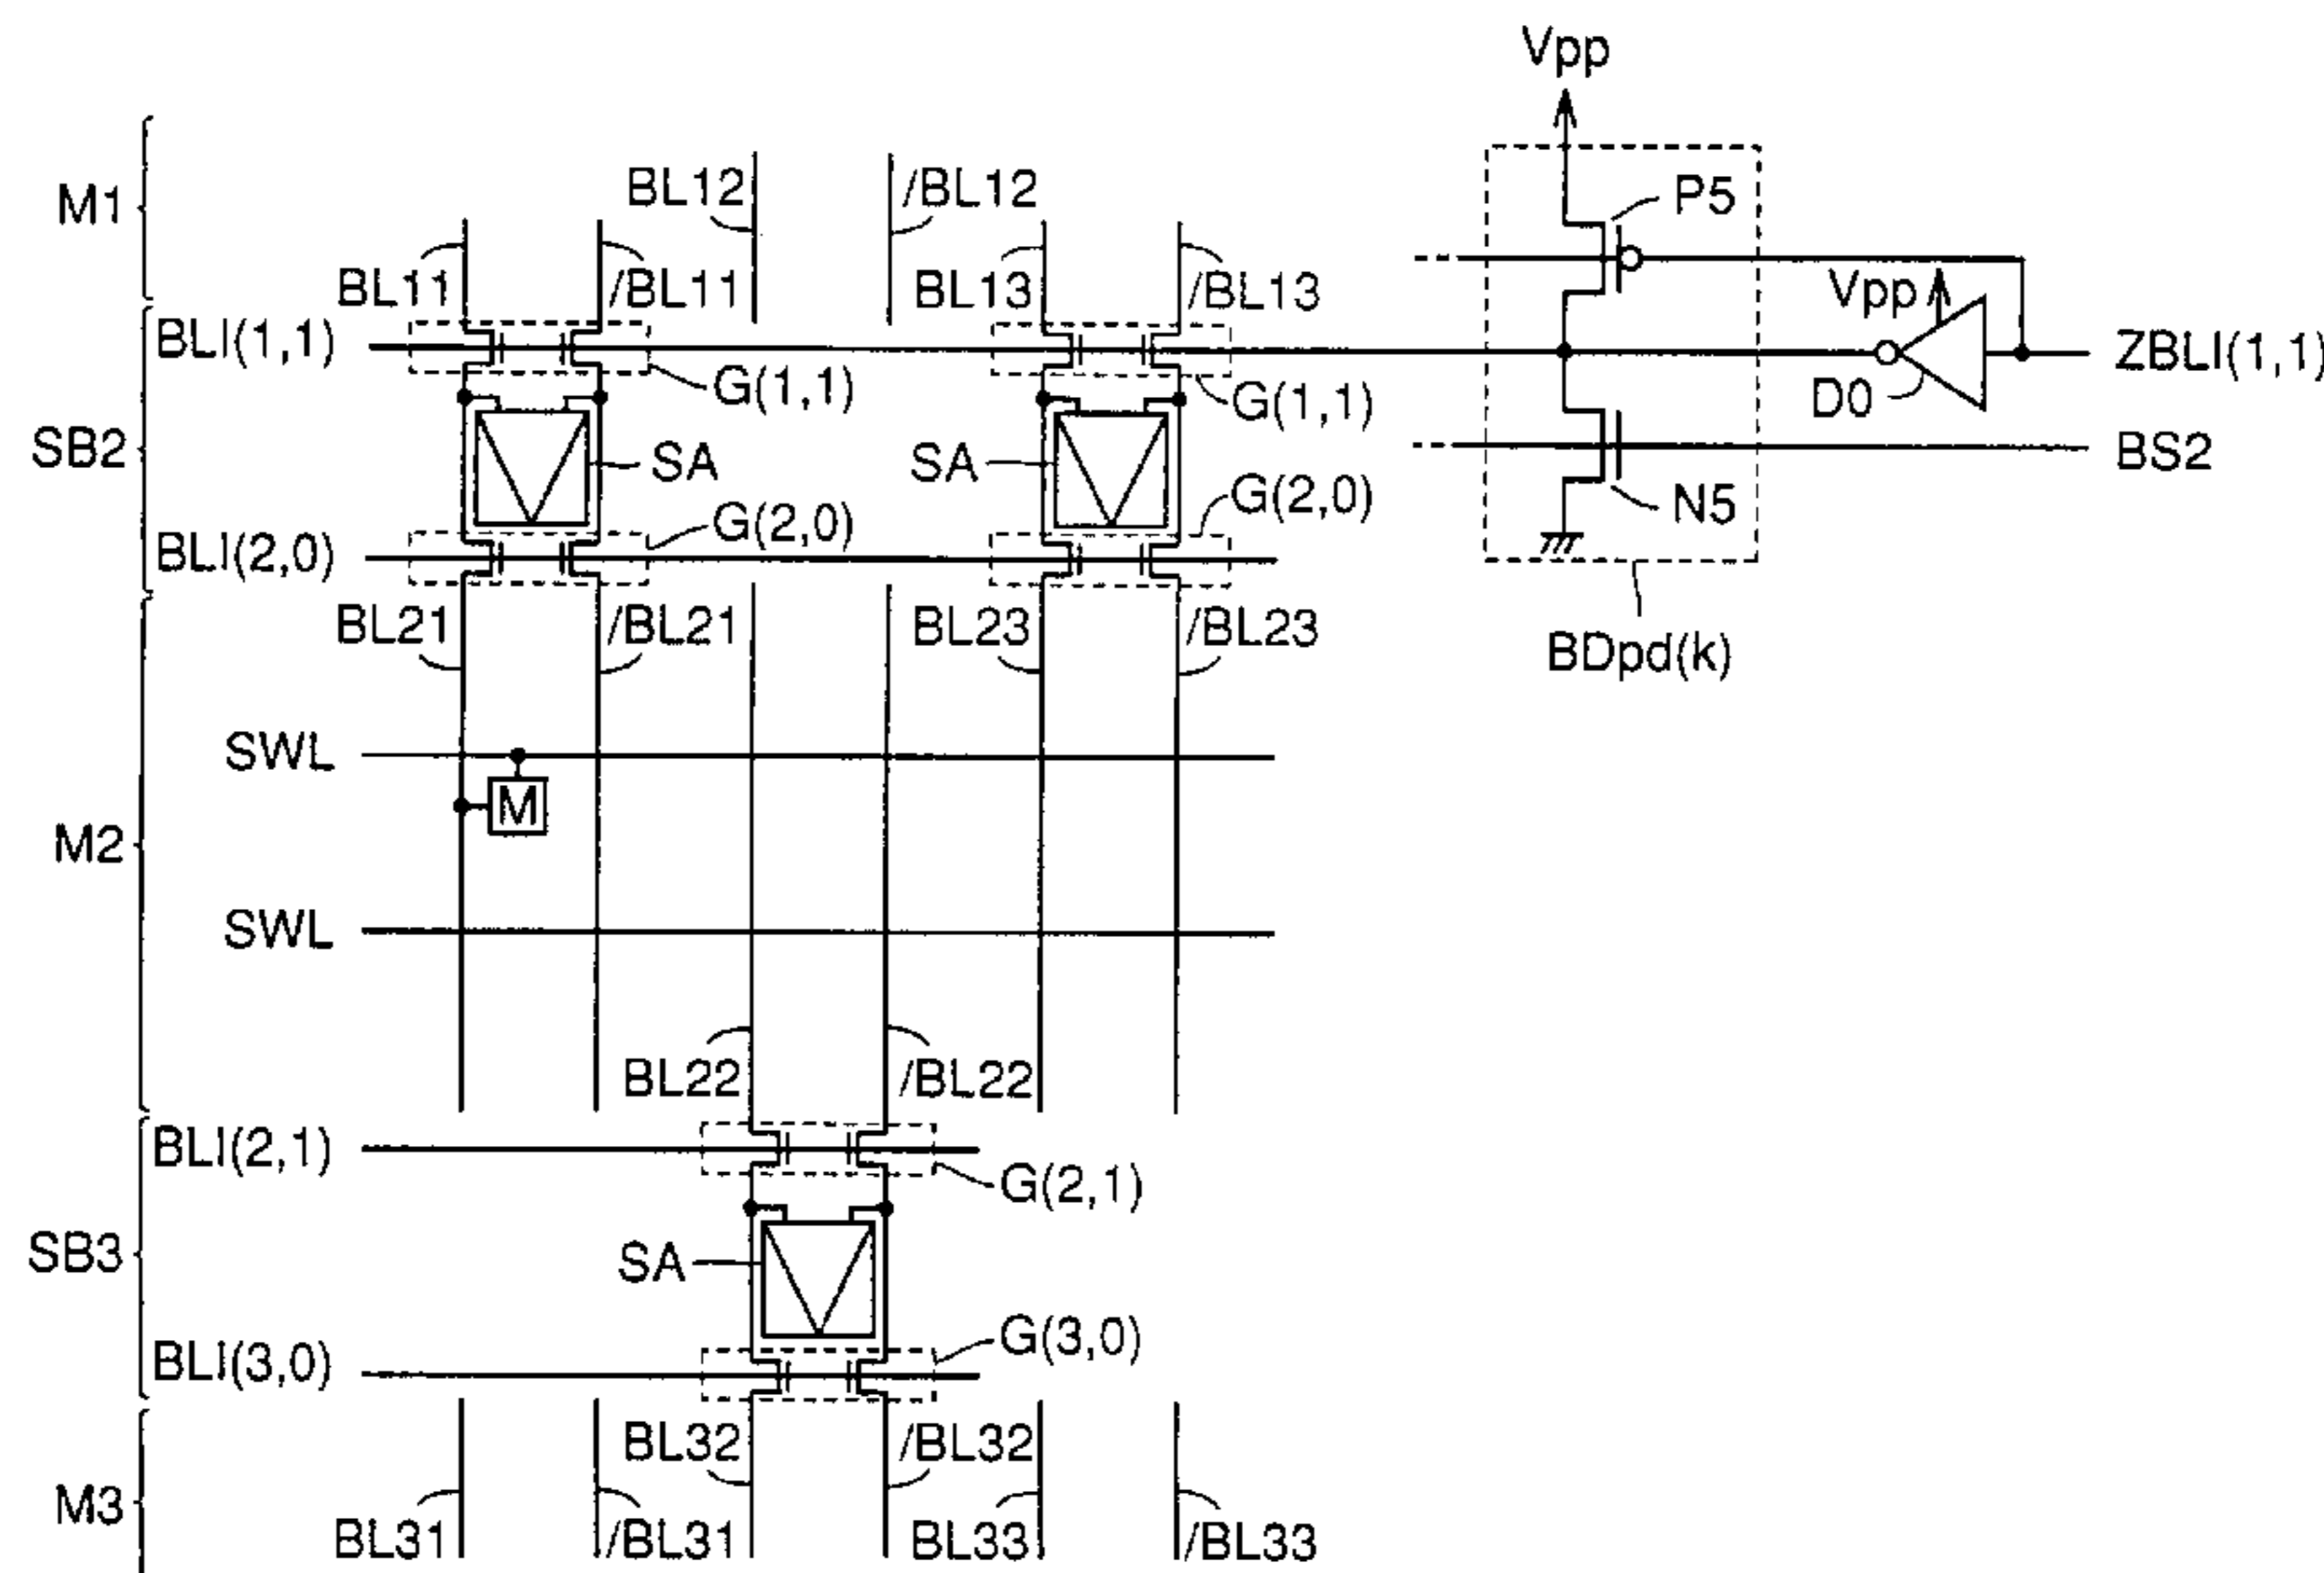 Vpp
M1
BL12
/BL12
P5
BL11
/BL11
BL13
/BL13
Vpp
BLI(1,1)
ZBLI(1,1)
G(1,1)
G(1,1)
D0
SB2
SA
SA
BS2
G(2,0)
G(2,0)
N5
BLI(2,0)
BL21
/BL21
BL23
/BL23
BDpd(k)
SWL
M
M2
SWL
BL22
/BL22
BLI(2,1)
G(2,1)
SB3
SA
G(3,0)
BLI(3,0)
BL32
/BL32
M3
BL31
/BL31
BL33
/BL33